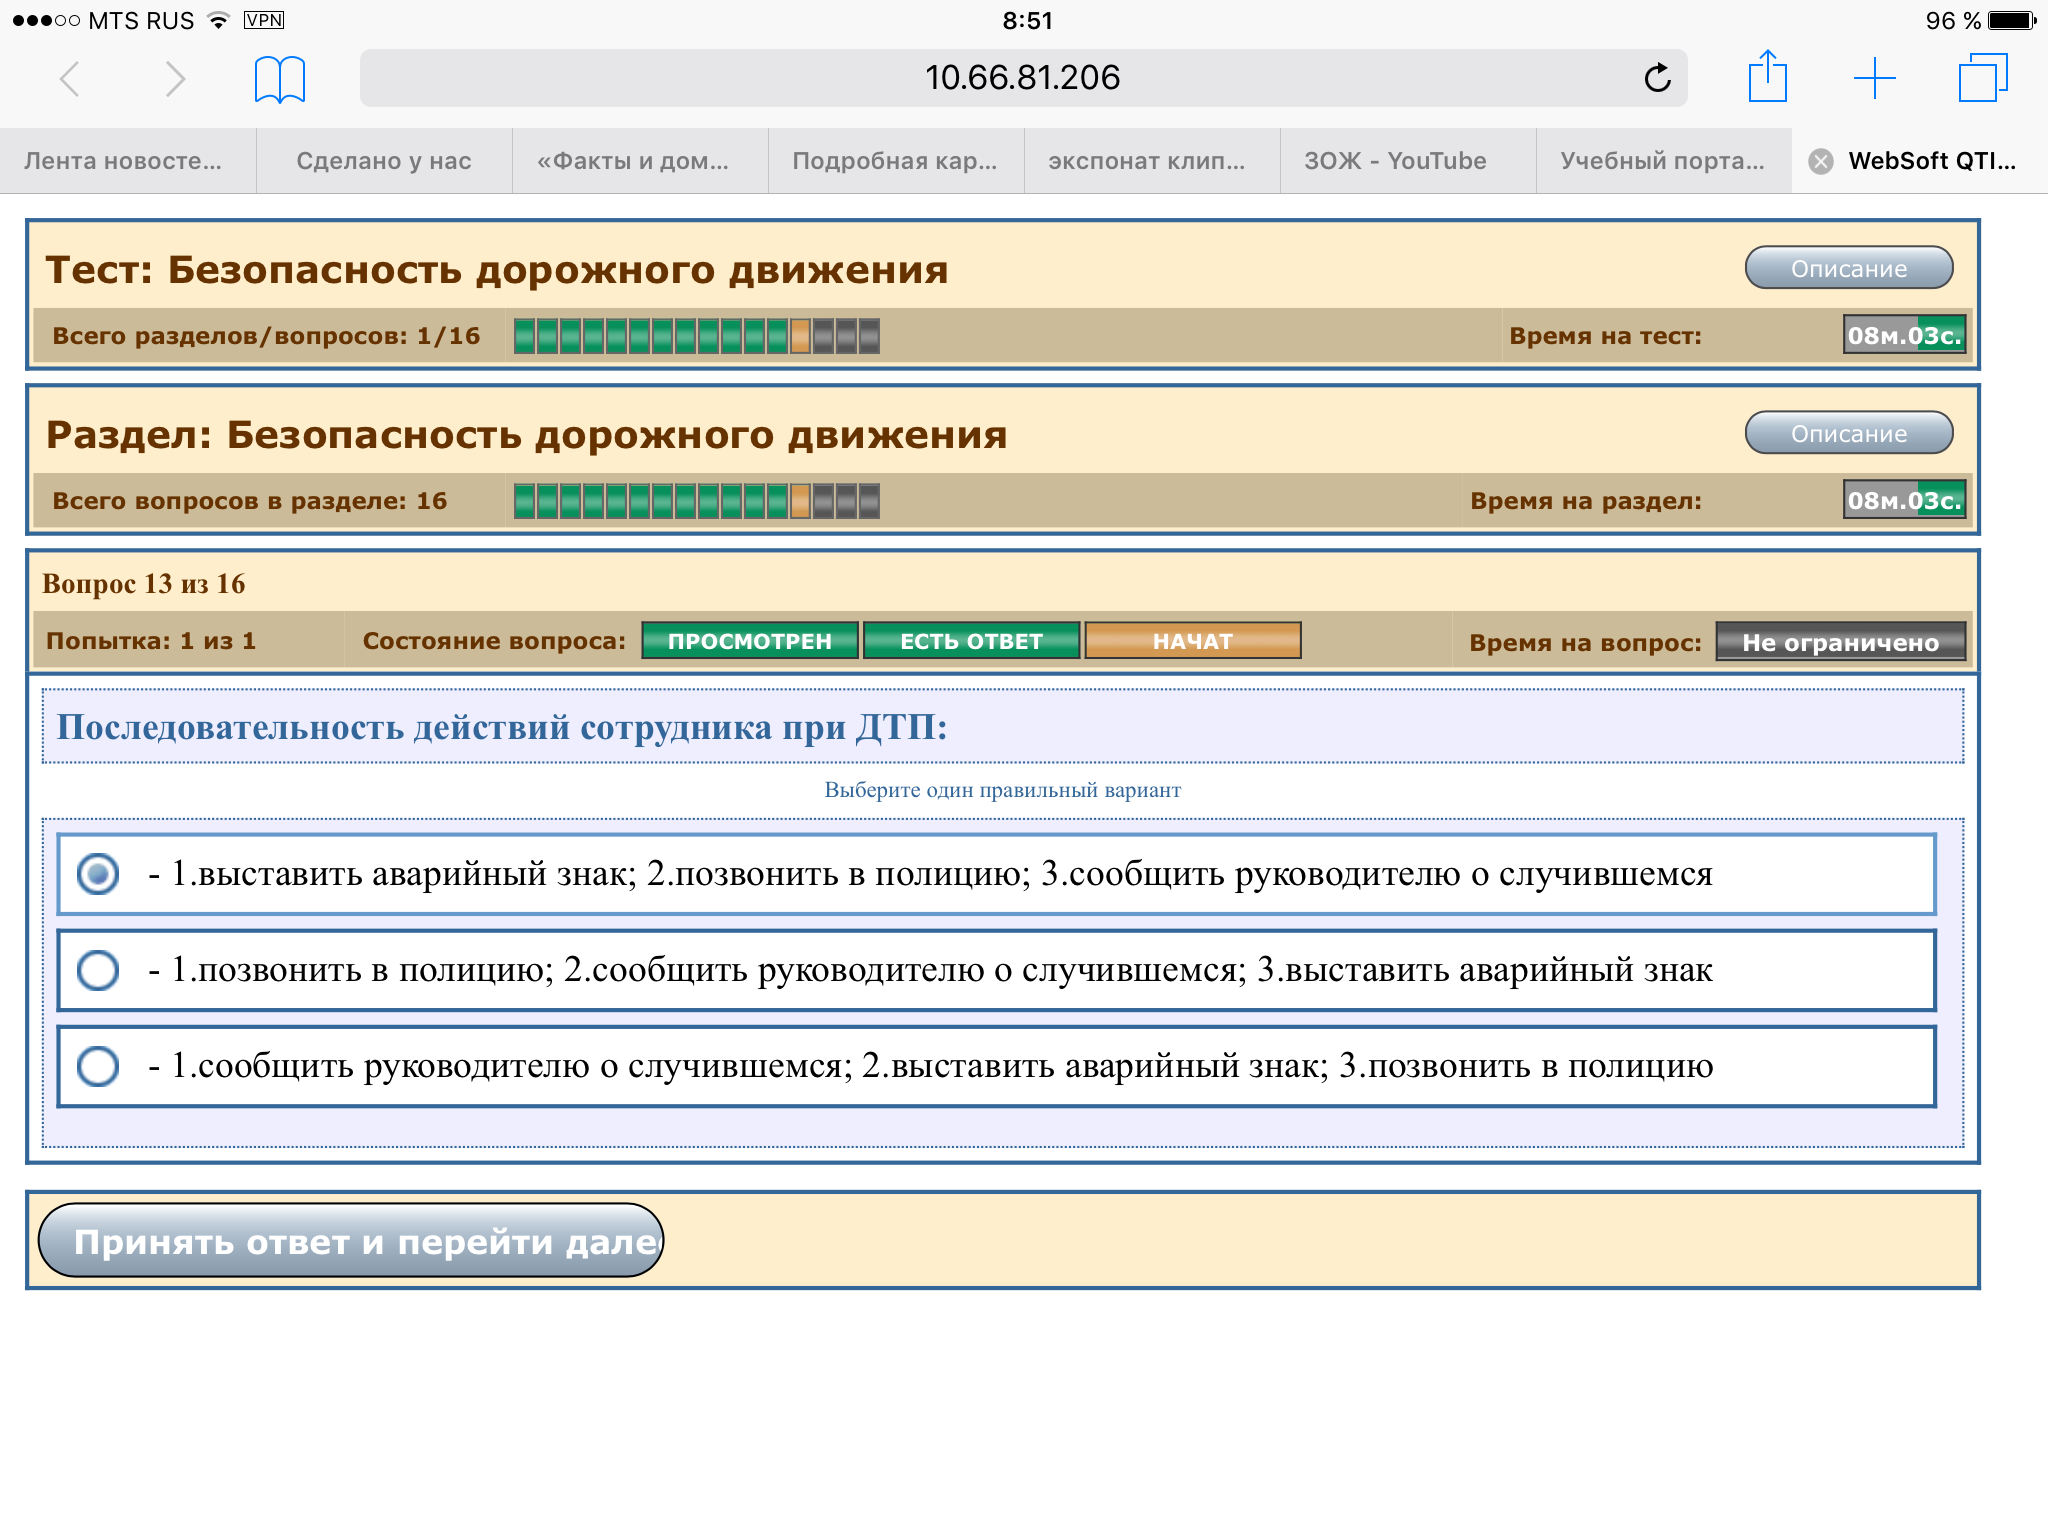 MTS RUS VPN 8:51 96 %
10.66.81.206
Лента новосте... Сделано у нас «Факты и дом... Подробная кар... экспонат клип... ЗОЖ - YouTube Учебный порта... WebSoft QTI...
Тест: Безопасность дорожного движения Описание
Всего разделов/вопросов: 1/16 Время на тест: 08м.03с.
Раздел: Безопасность дорожного движения Описание
Всего вопросов в разделе: 16 Время на раздел: 08м.03с.
Вопрос 13 из 16
Попытка: 1 из 1 Состояние вопроса: ПРОСМОТРЕН ЕСТЬ ОТВЕТ НАЧАТ Время на вопрос: Не ограничено
Последовательность действий сотрудника при ДТП:
Выберите один правильный вариант
- 1.выставить аварийный знак; 2.позвонить в полицию; 3.сообщить руководителю о случившемся
- 1.позвонить в полицию; 2.сообщить руководителю о случившемся; 3.выставить аварийный знак
- 1.сообщить руководителю о случившемся; 2.выставить аварийный знак; 3.позвонить в полицию
Принять ответ и перейти дале